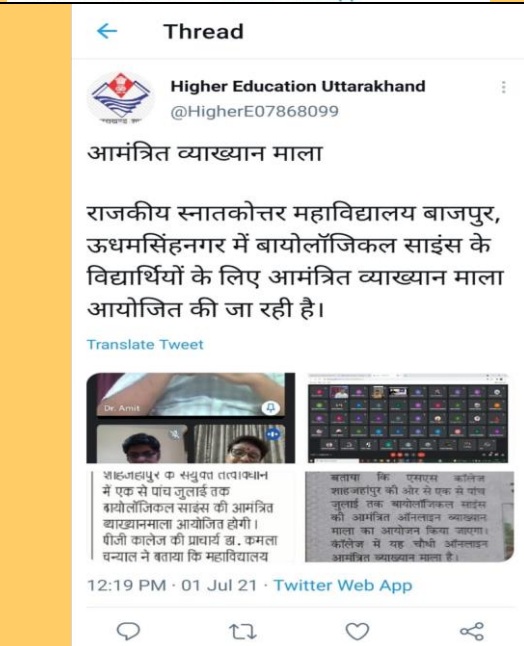 Thread
Higher Education Uttarakhand
@HigherE07868099
आमंत्रित व्याख्यान माला
राजकीय स्नातकोत्तर महाविद्यालय बाजपुर,
ऊधमसिंहनगर में बायोलॉजिकल साइंस के
विद्यार्थियों के लिए आमंत्रित व्याख्यान माला
आयोजित की जा रही है।
Translate Tweet
Dr. Amit
शाहजहांपुर के संयुक्त तत्वावधान
में एक से पांच जुलाई तक
बायोलॉजिकल साइंस की आमंत्रित
व्याख्यानमाला आयोजित होगी।
पीजी कालेज की प्राचार्य डा. कमला
चन्याल ने बताया कि महाविद्यालय
बताया कि एसएस कॉलेज
शाहजहांपुर की ओर से एक से पांच
जुलाई तक बायोलॉजिकल साइंस
की आमंत्रित ऑनलाइन व्याख्यान
माला का आयोजन किया जाएगा।
कॉलेज में यह चौथी ऑनलाइन
आमंत्रित व्याख्यान माला है।
12:19 PM · 01 Jul 21 · Twitter Web App